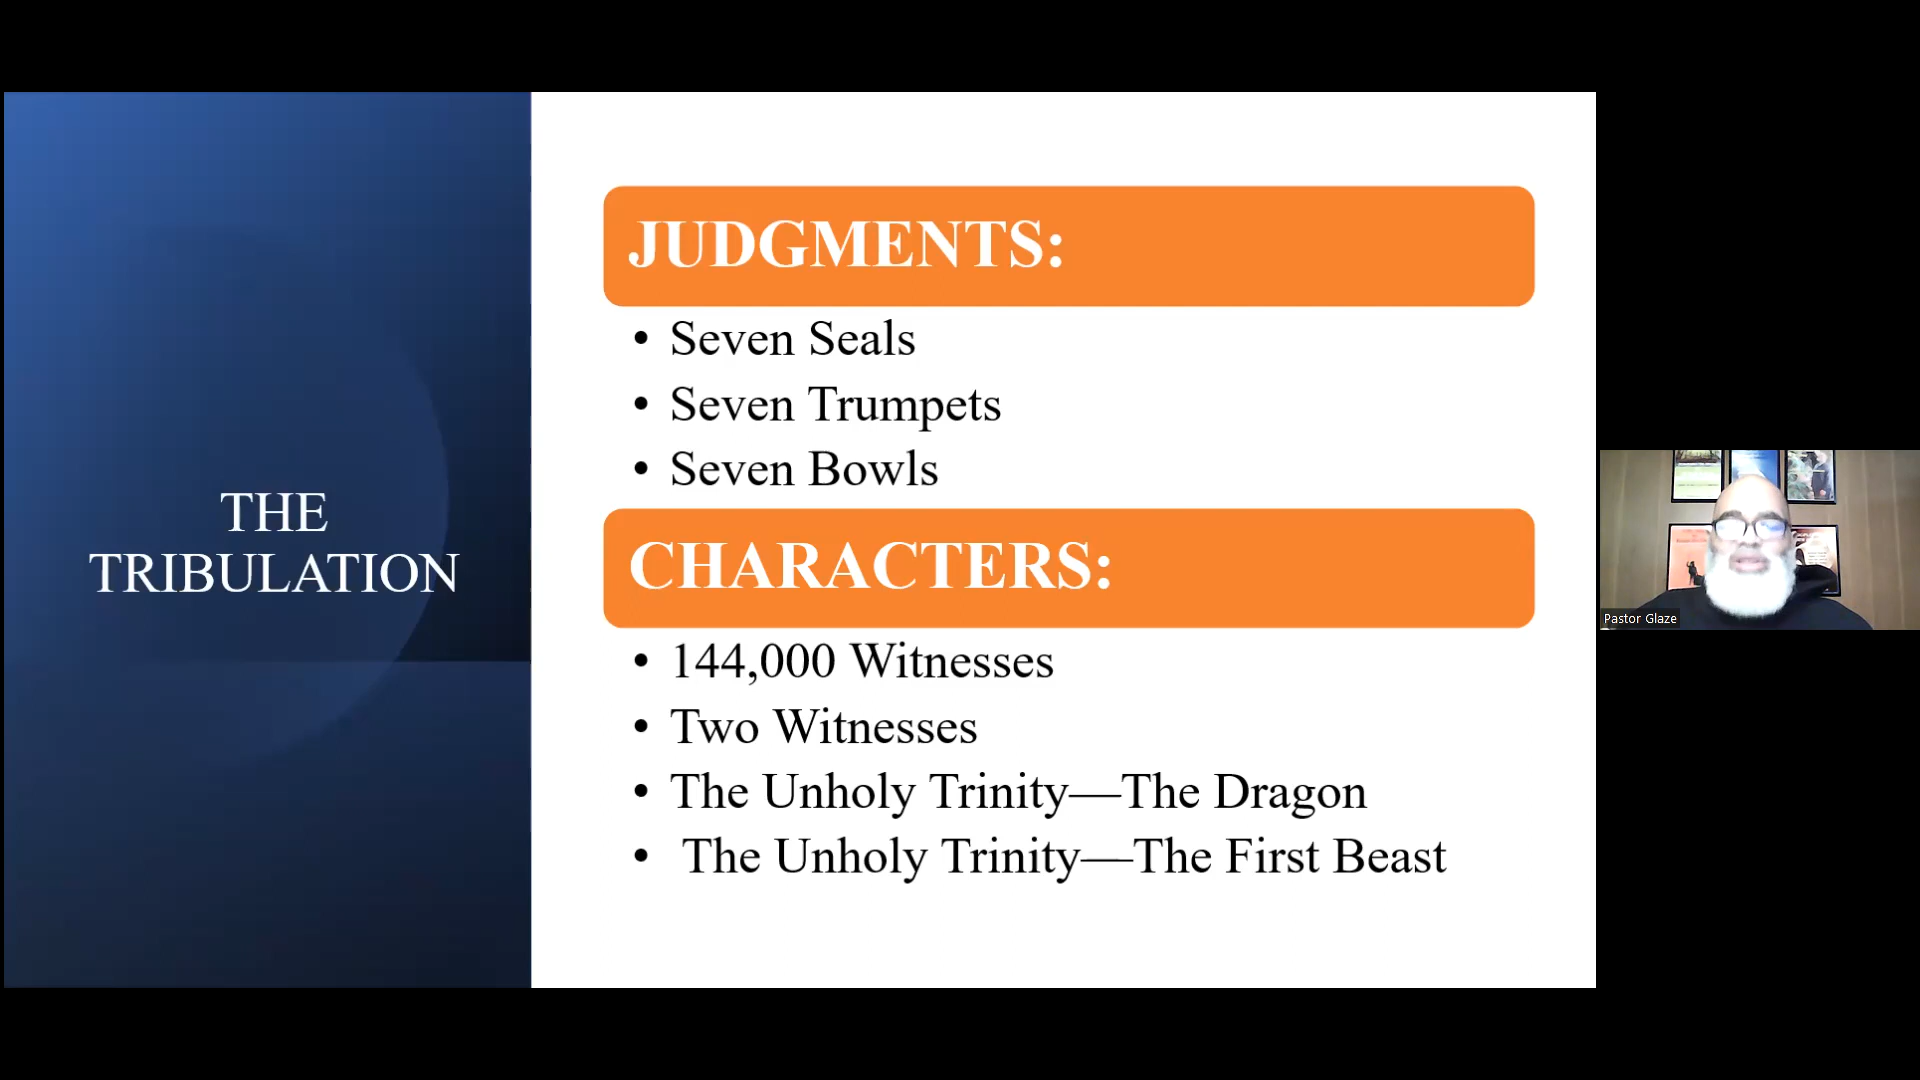 THE
TRIBULATION
JUDGMENTS:
• Seven Seals
• Seven Trumpets
• Seven Bowls
CHARACTERS:
• 144,000 Witnesses
• Two Witnesses
• The Unholy Trinity—The Dragon
• The Unholy Trinity—The First Beast
Pastor Glaze